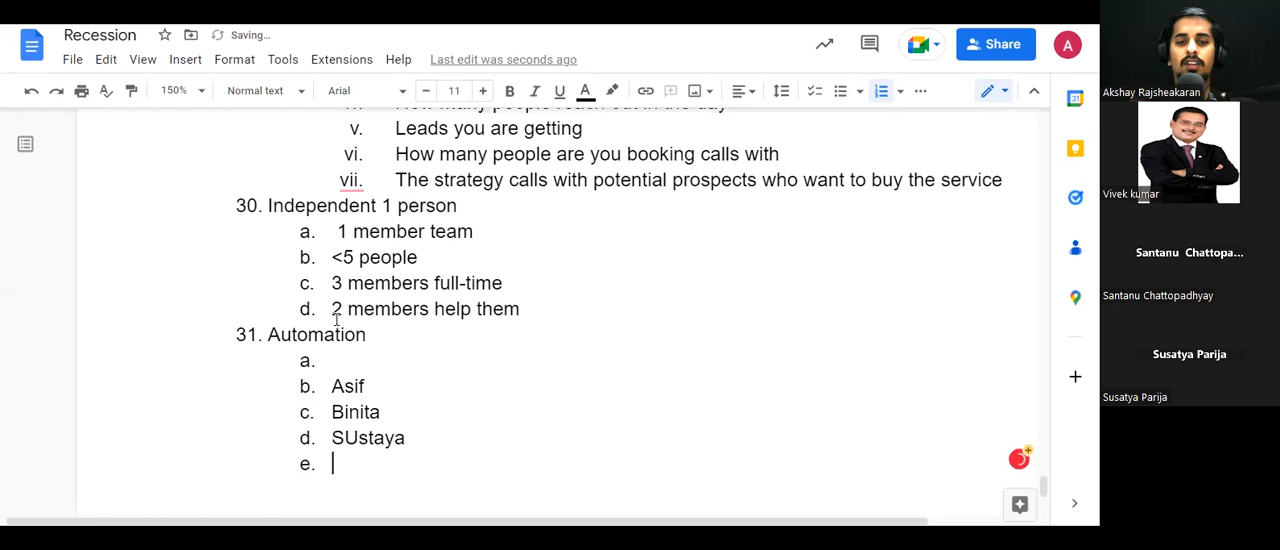 Recession
Saving...
File Edit View Insert Format Tools Extensions Help Last edit was seconds ago
Share
A
150% Normal text Arial 11
v. Leads you are getting
vi. How many people are you booking calls with
vii. The strategy calls with potential prospects who want to buy the service
30. Independent 1 person
a. 1 member team
b. <5 people
c. 3 members full-time
d. 2 members help them
31. Automation
a.
b. Asif
c. Binita
d. SUstaya
e.
Akshay Rajsheakaran
Vivek kumar
Santanu Chattopa...
Santanu Chattopadhyay
Susatya Parija
Susatya Parija